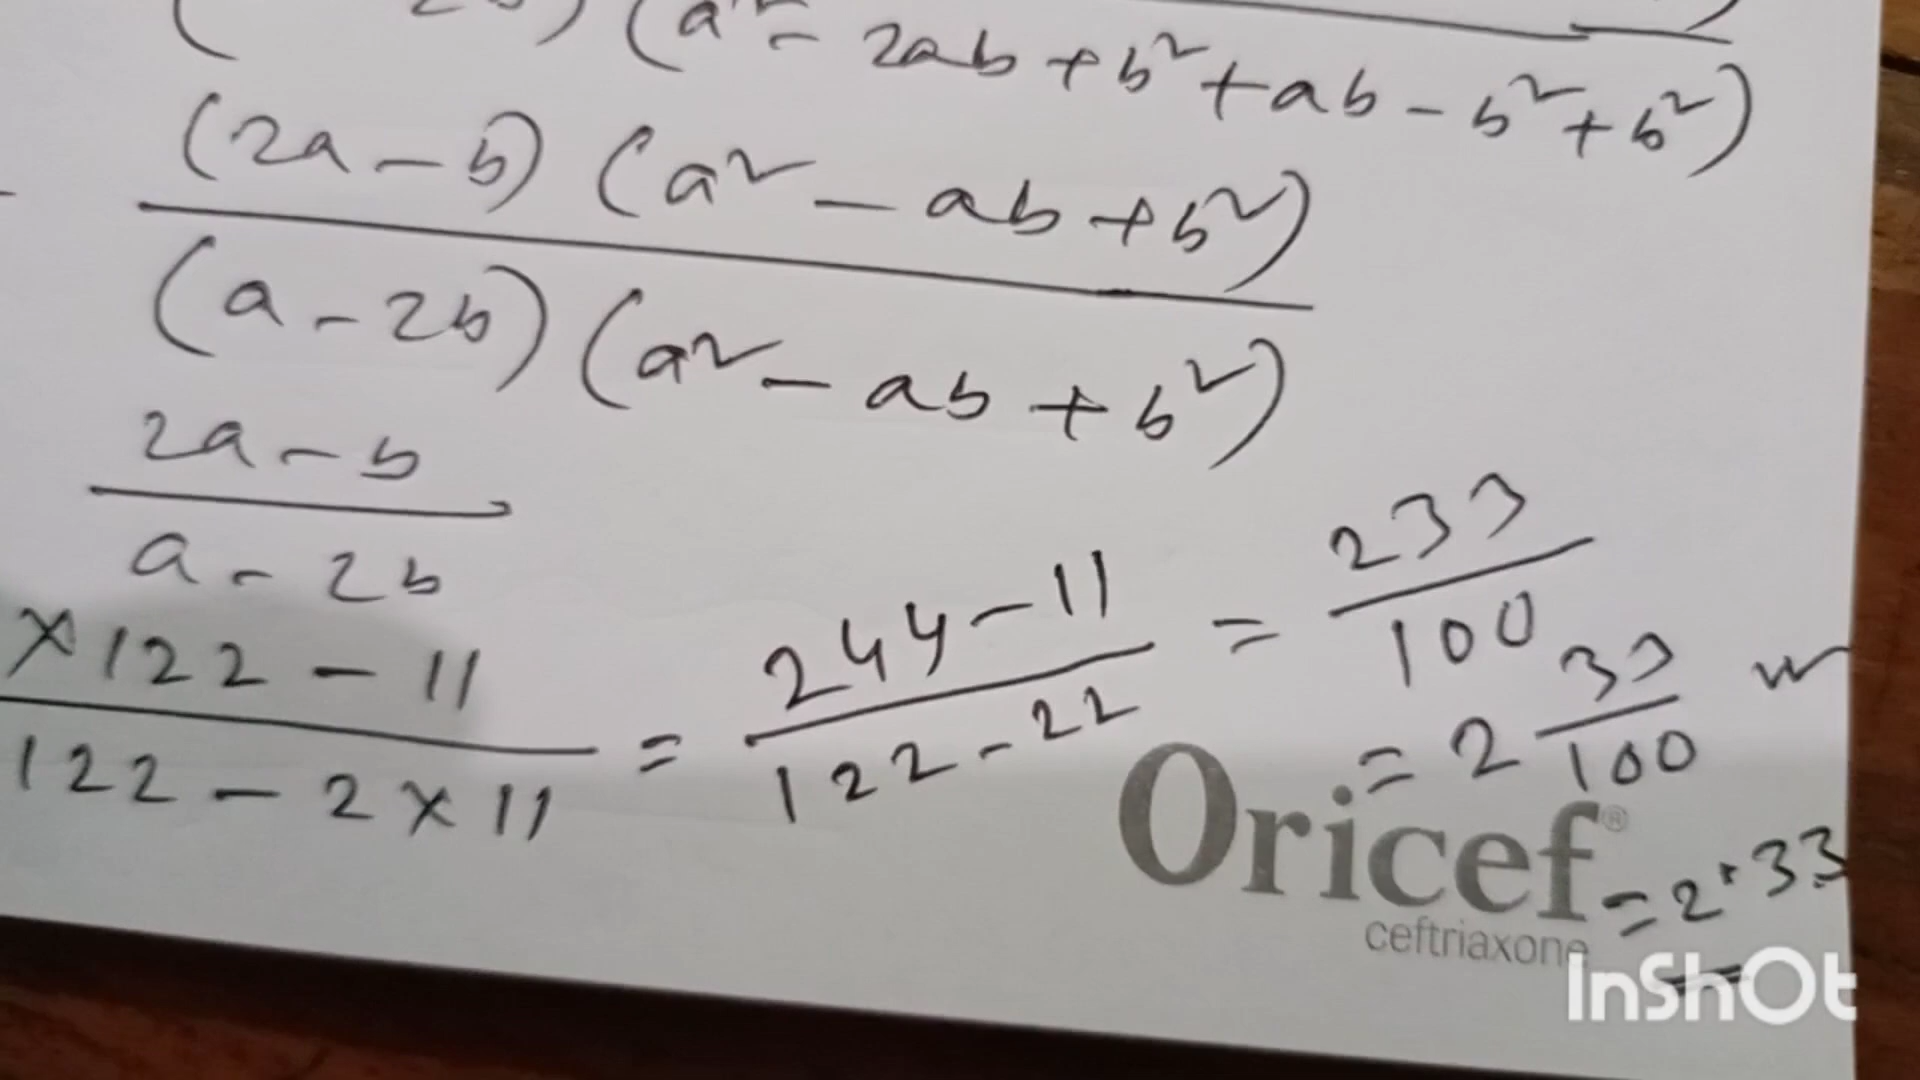 (a² - 2ab + b² + ab - b² + b²)
(2a - b) (a² - ab + b²)
(a - 2b) (a² - ab + b²)
2a - b
a - 2b
× 122 - 11
122 - 2 × 11
= 244 - 11
122 - 22
= 233
100
= 2 33
100
= 2.33
Oricef®
ceftriaxone
InShOt